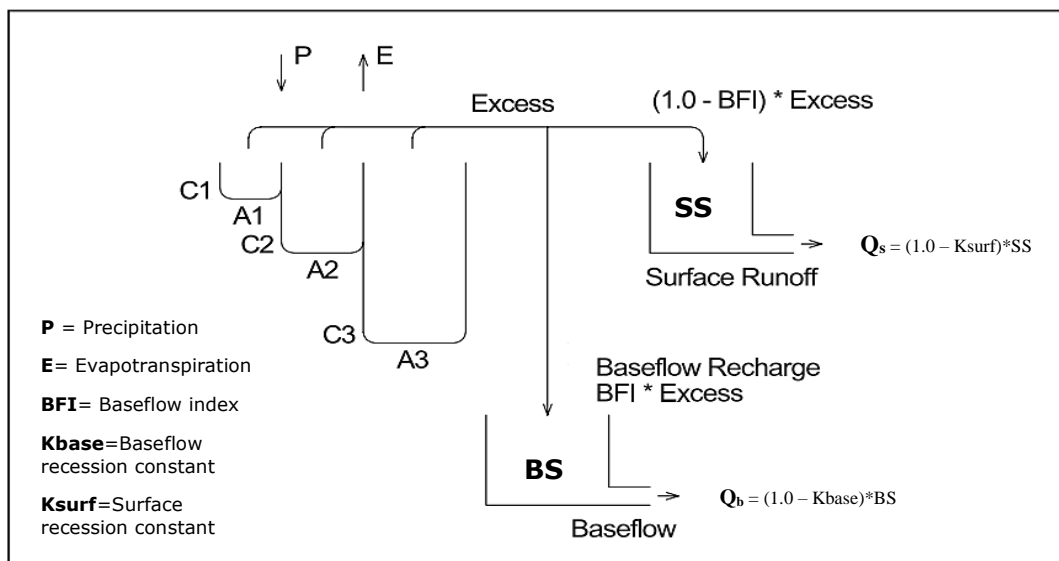 P
E
Excess
(1.0 - BFI) * Excess
C1
A1
C2
A2
C3
A3
SS
Qs = (1.0 – Ksurf)*SS
Surface Runoff
P = Precipitation
E= Evapotranspiration
BFI= Baseflow index
Kbase=Baseflow
recession constant
Ksurf=Surface
recession constant
Baseflow Recharge
BFI * Excess
BS
Qb = (1.0 – Kbase)*BS
Baseflow